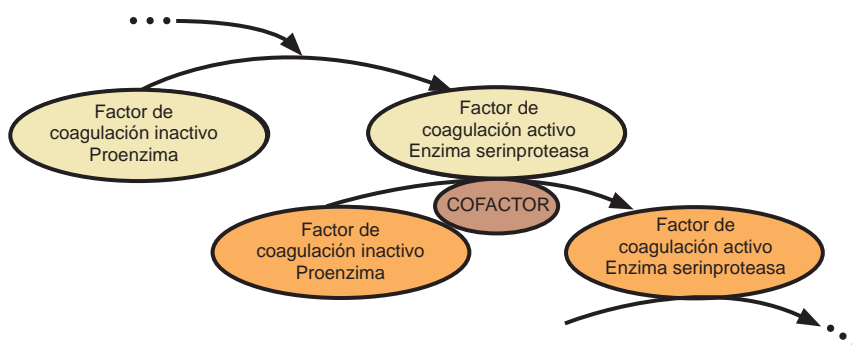 Factor de
coagulación inactivo
Proenzima
Factor de
coagulación activo
Enzima serinproteasa
COFACTOR
Factor de
coagulación inactivo
Proenzima
Factor de
coagulación activo
Enzima serinproteasa